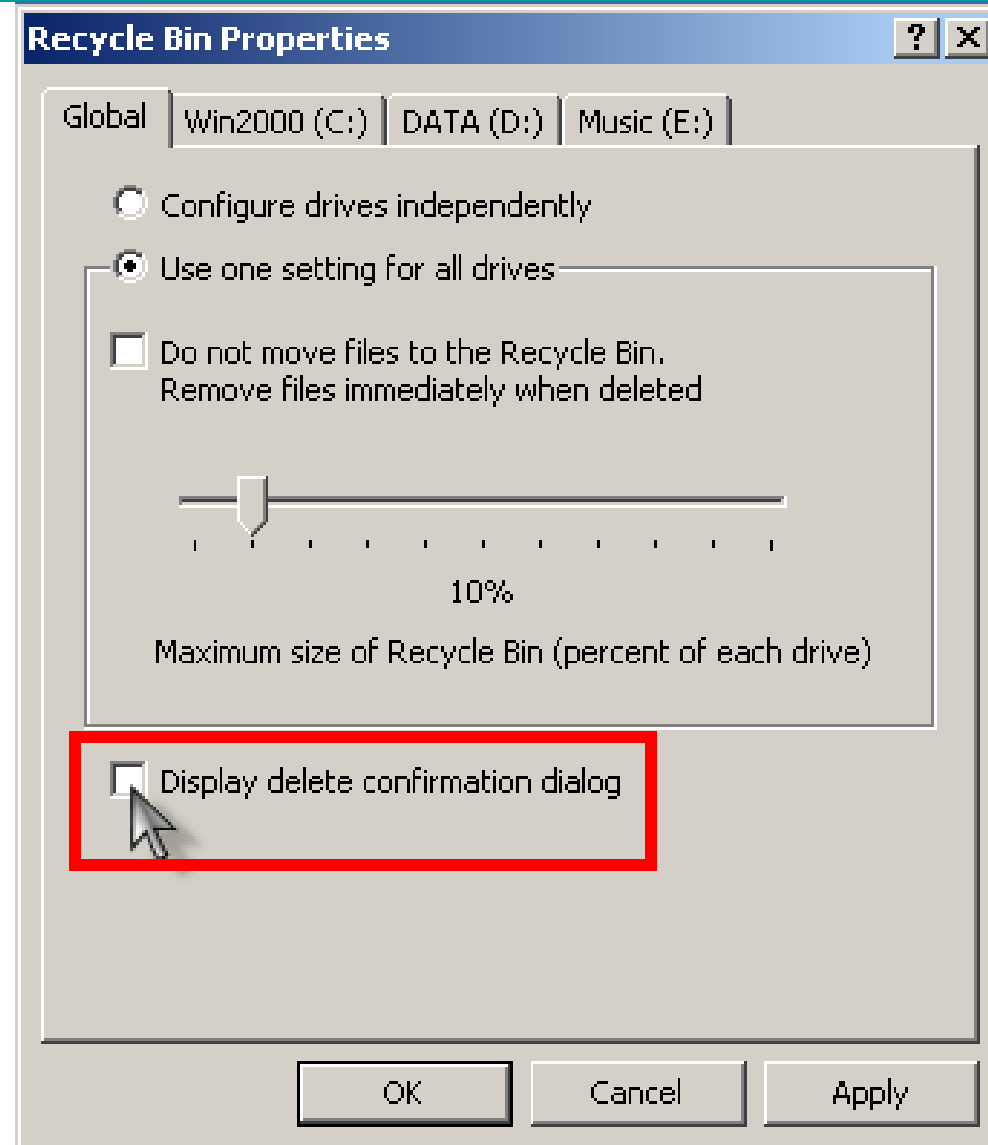 Recycle Bin Properties
Global Win2000 (C:) DATA (D:) Music (E:)
Configure drives independently
Use one setting for all drives
Do not move files to the Recycle Bin.
Remove files immediately when deleted
10%
Maximum size of Recycle Bin (percent of each drive)
Display delete confirmation dialog
OK Cancel Apply